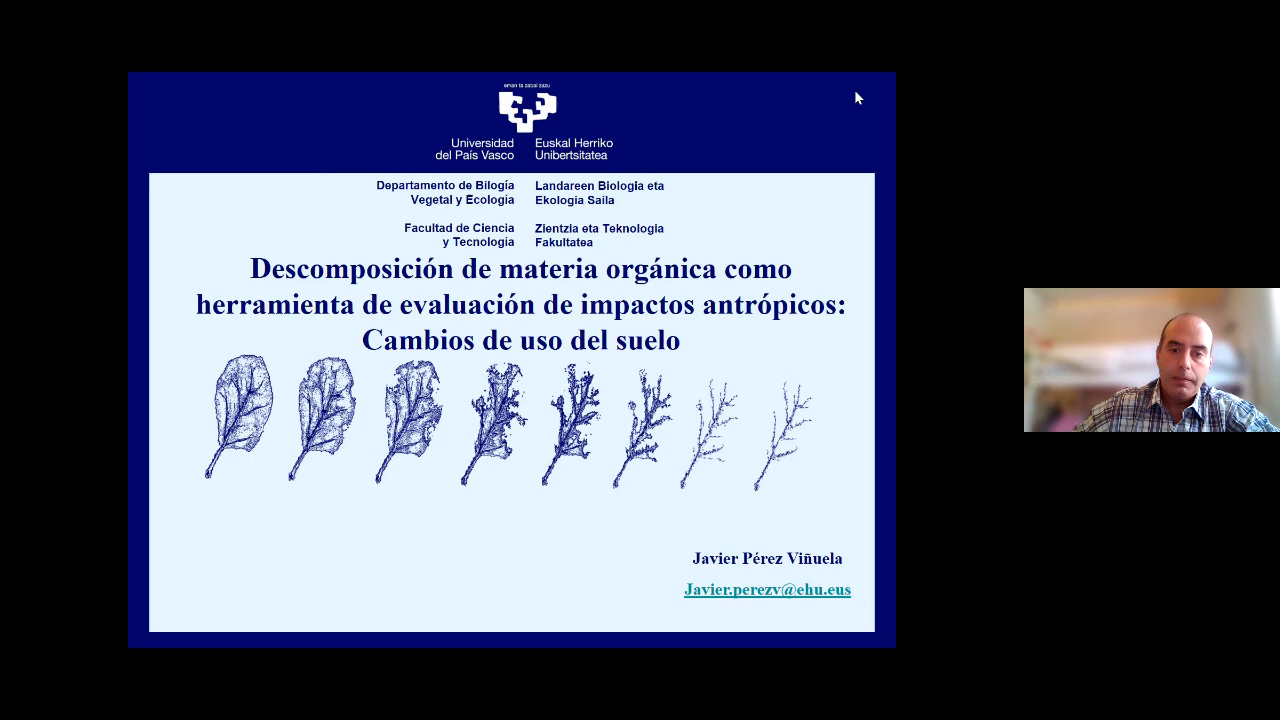 eman ta zabal zazu
Universidad
del País Vasco
Euskal Herriko
Unibertsitatea
Departamento de Bilogía
Vegetal y Ecologia
Landareen Biologia eta
Ekologia Saila
Facultad de Ciencia
y Tecnologia
Zientzia eta Teknologia
Fakultatea
Descomposición de materia orgánica como
herramienta de evaluación de impactos antrópicos:
Cambios de uso del suelo
Javier Pérez Viñuela
Javier.perezv@ehu.eus